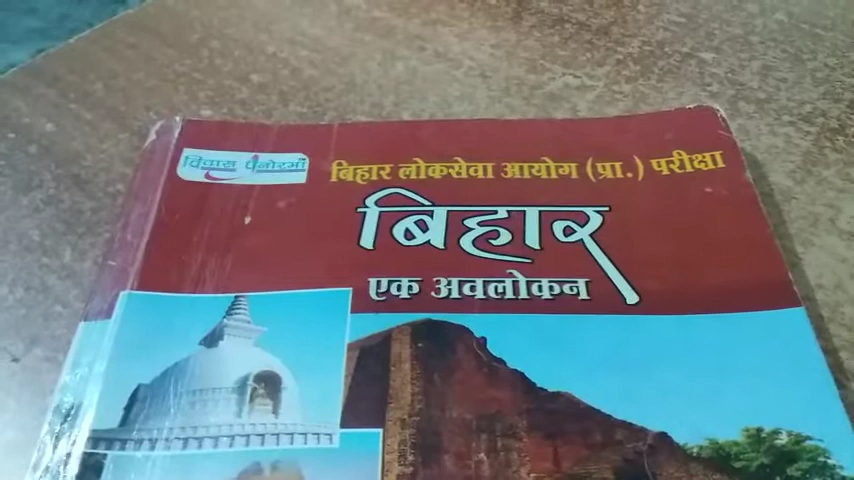 विवास पैनोरमा
बिहार लोकसेवा आयोग (प्रा.) परीक्षा
बिहार
एक अवलोकन